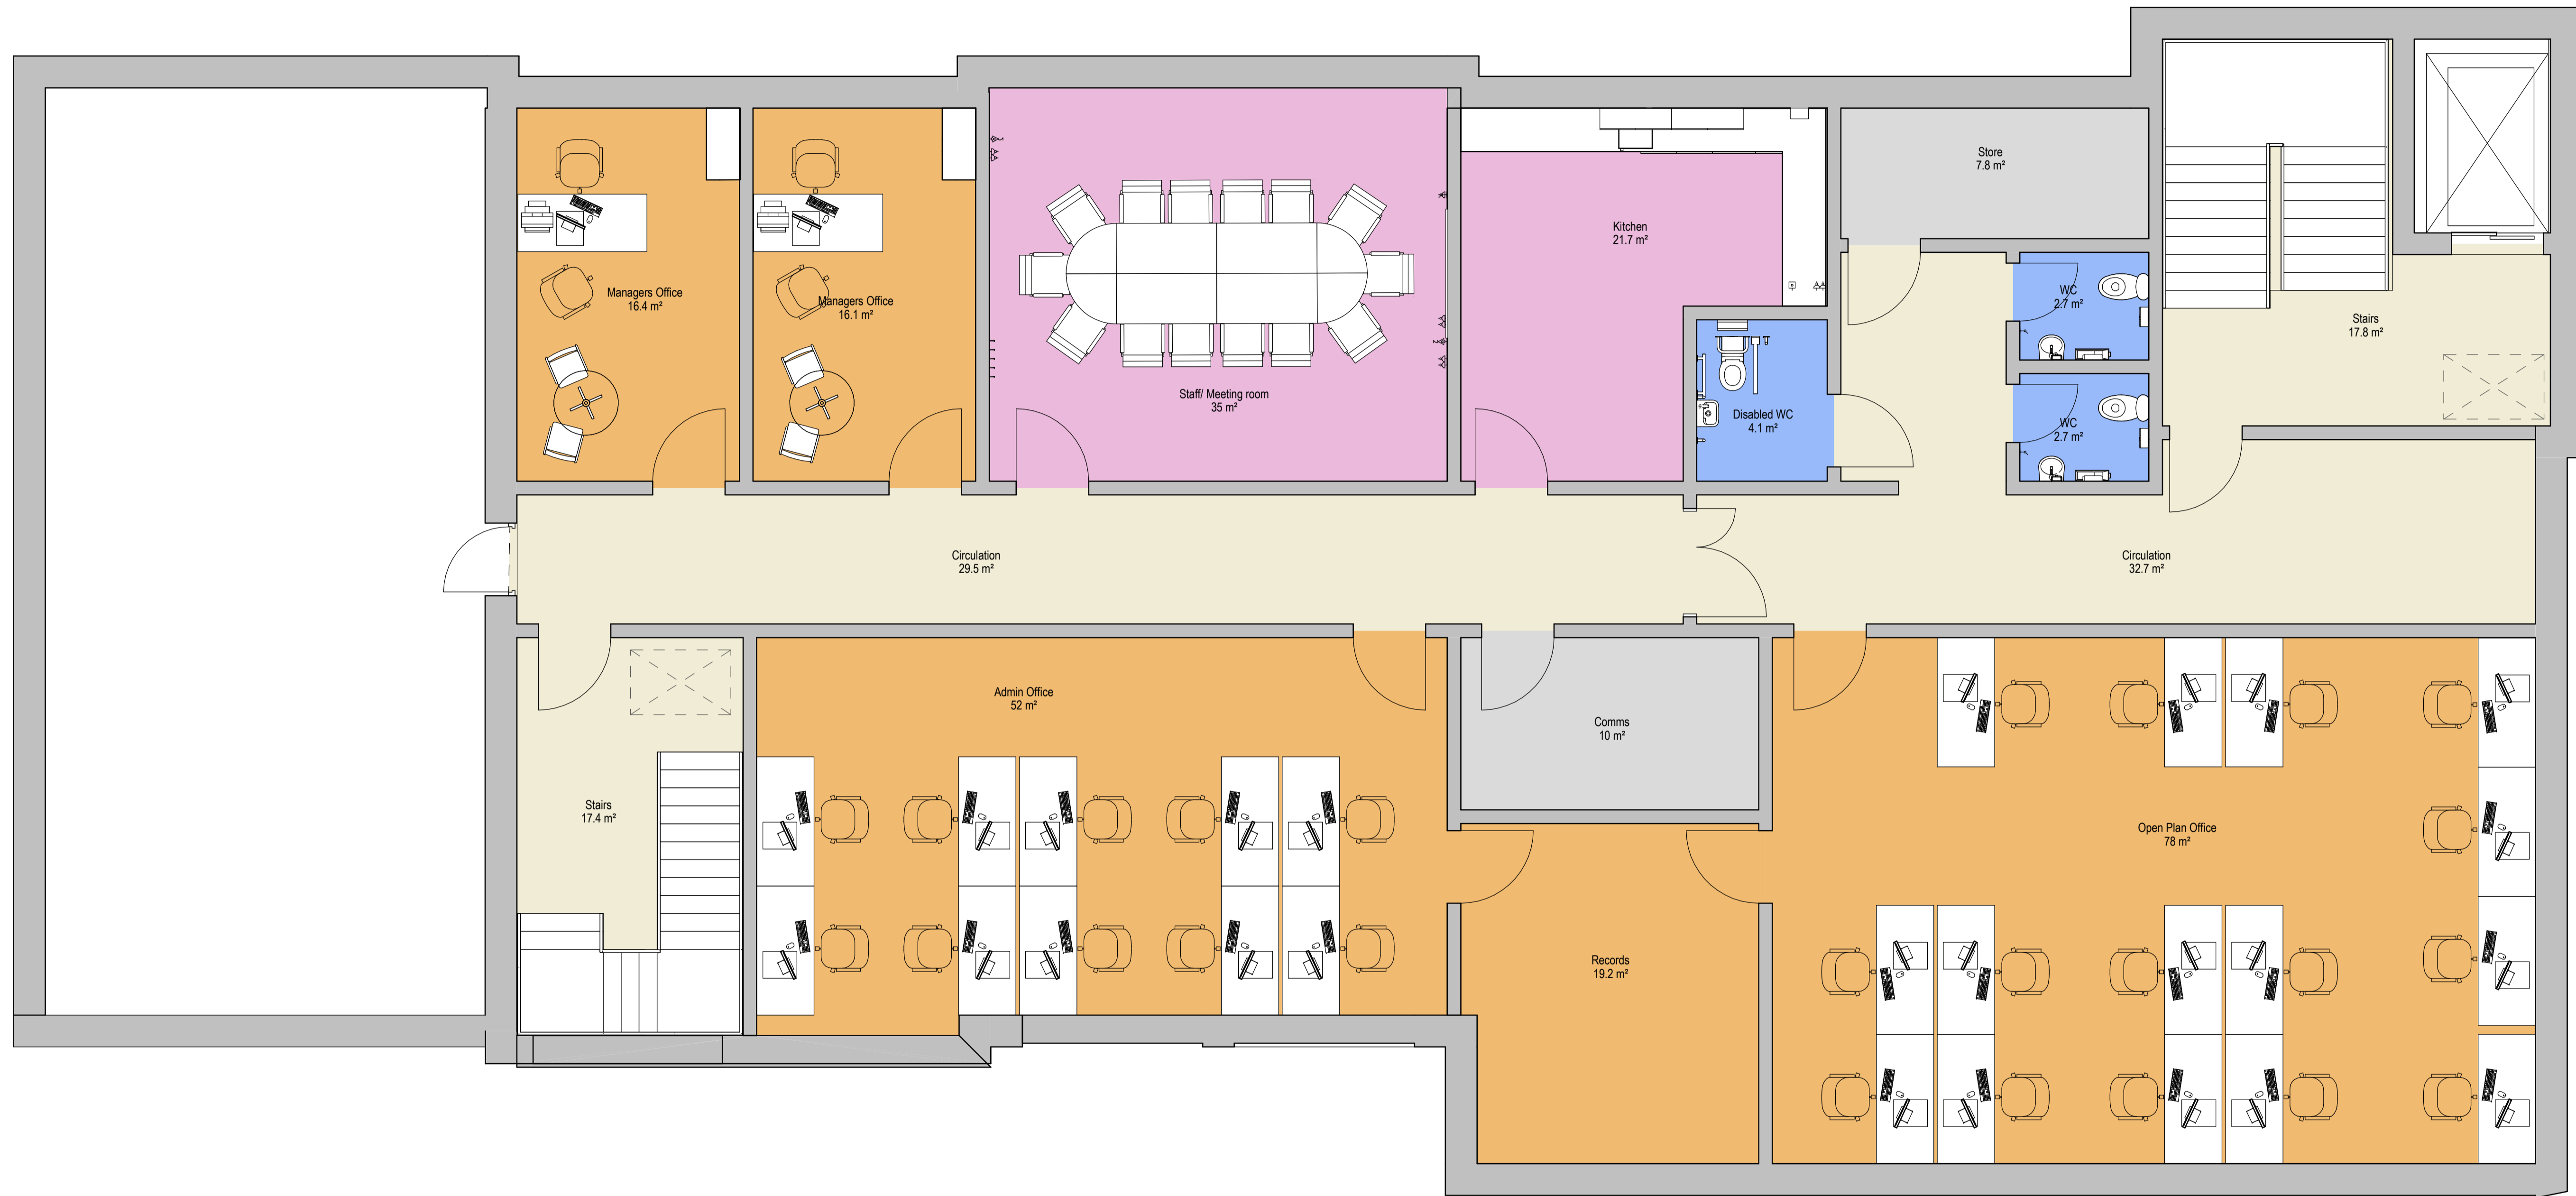 Store
7.8 m²
Kitchen
21.7 m²
WC
2.7 m²
Managers Office
16.4 m²
Managers Office
16.1 m²
Stairs
17.8 m²
Staff/ Meeting room
35 m²
Disabled WC
4.1 m²
WC
2.7 m²
Circulation
29.5 m²
Circulation
32.7 m²
Admin Office
52 m²
Comms
10 m²
Stairs
17.4 m²
Open Plan Office
78 m²
Records
19.2 m²